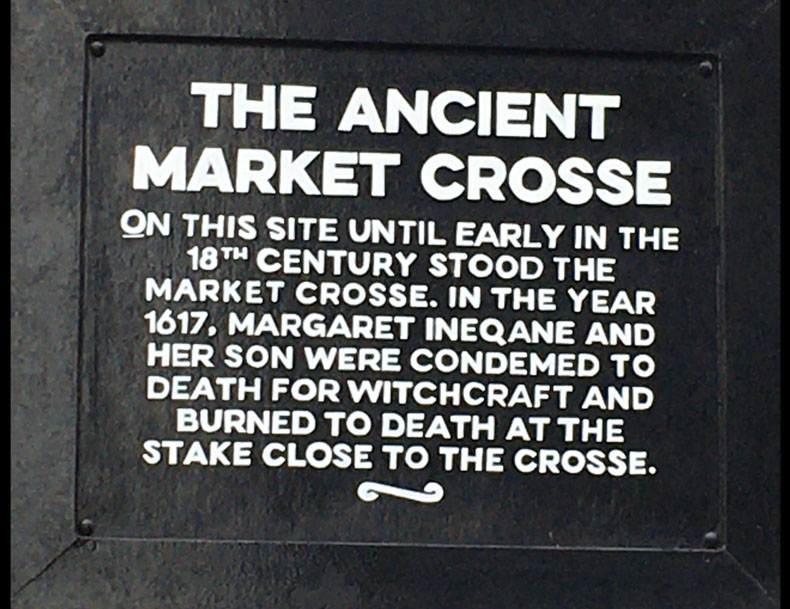 THE ANCIENT
MARKET CROSSE
ON THIS SITE UNTIL EARLY IN THE
18TH CENTURY STOOD THE
MARKET CROSSE. IN THE YEAR
1617, MARGARET INEQANE AND
HER SON WERE CONDEMED TO
DEATH FOR WITCHCRAFT AND
BURNED TO DEATH AT THE
STAKE CLOSE TO THE CROSSE.